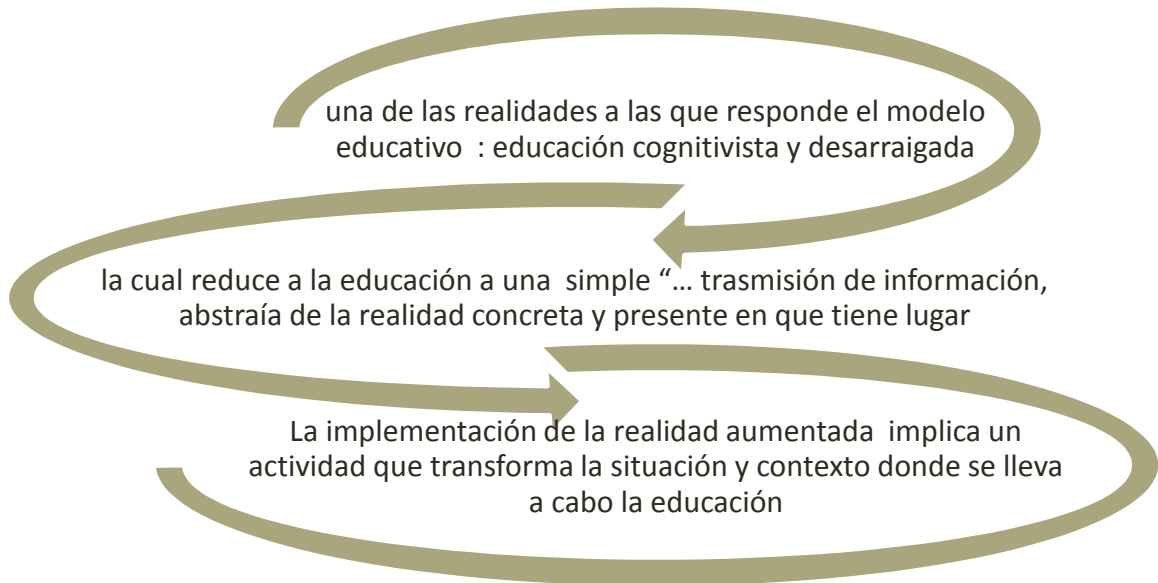 una de las realidades a las que responde el modelo
educativo : educación cognitivista y desarraigada
la cual reduce a la educación a una simple “... trasmisión de información,
abstraía de la realidad concreta y presente en que tiene lugar
La implementación de la realidad aumentada implica un
actividad que transforma la situación y contexto donde se lleva
a cabo la educación